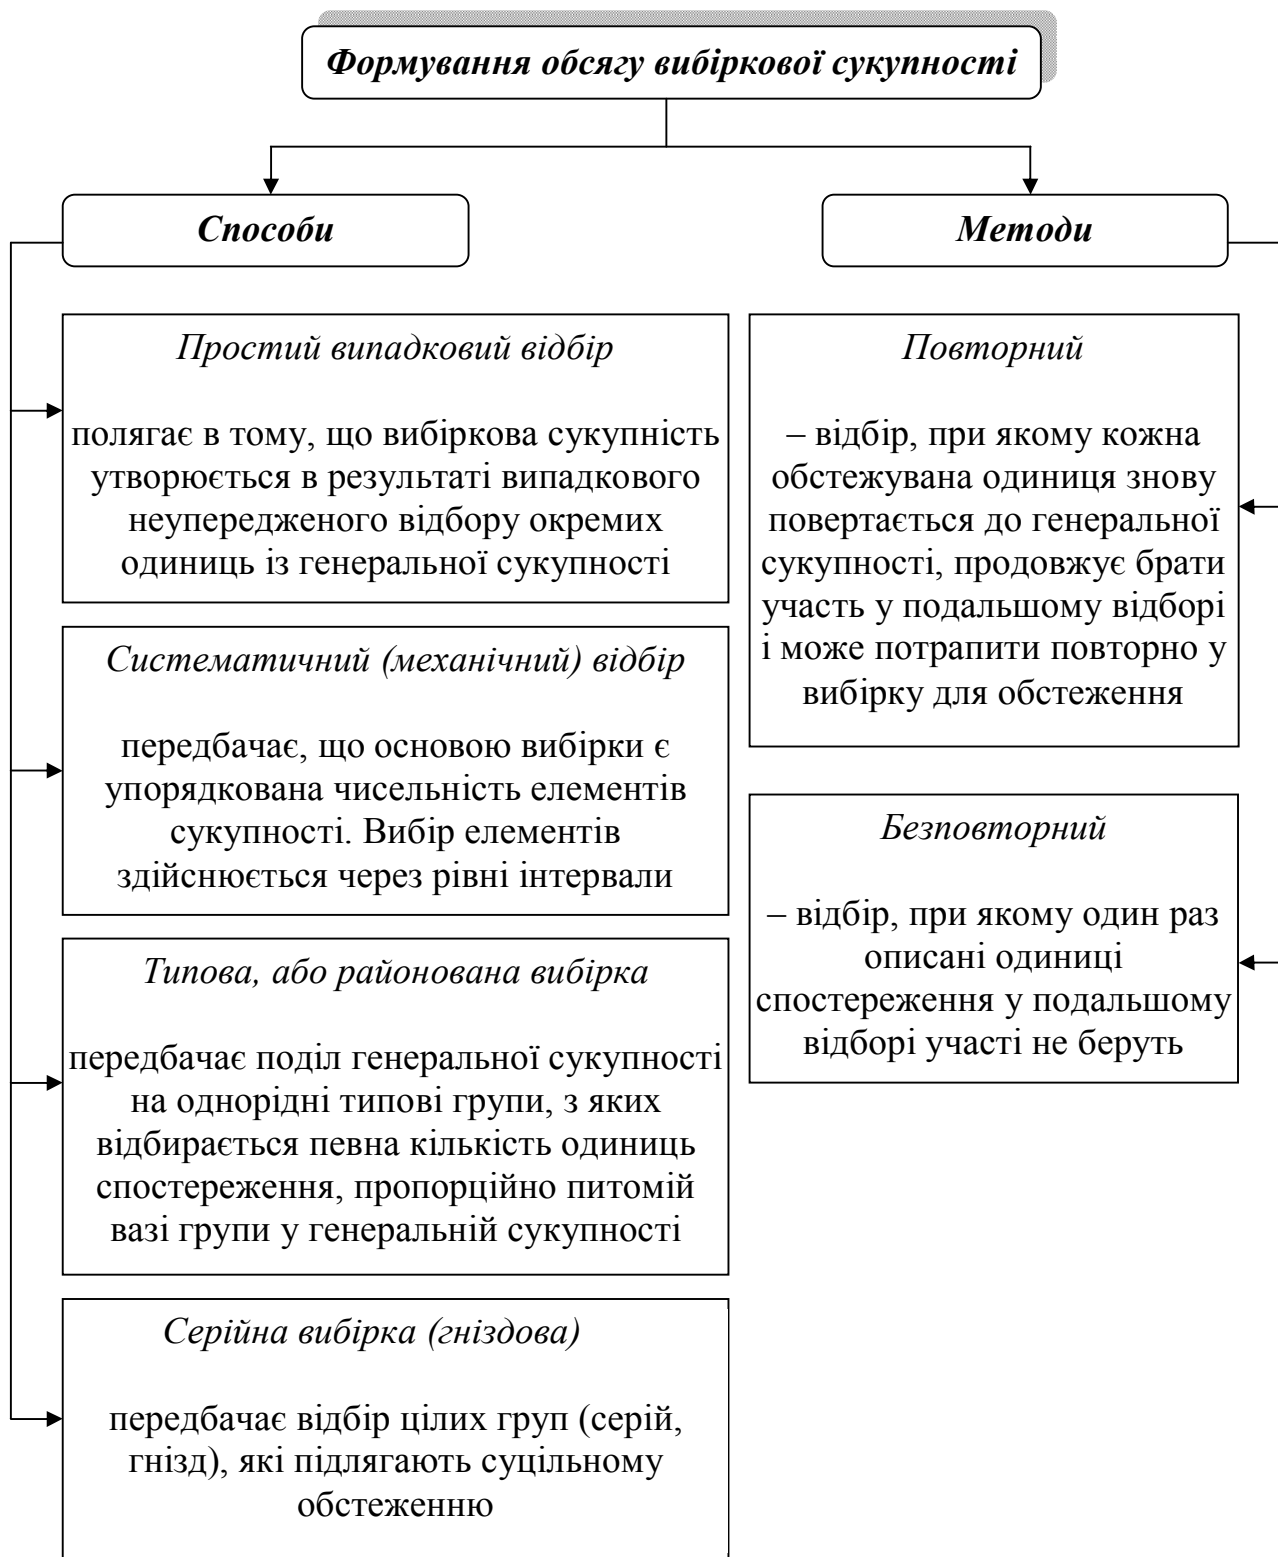 Формування обсягу вибіркової сукупності
Способи
Методи
Простий випадковий відбір
полягає в тому, що вибіркова сукупність
утворюється в результаті випадкового
неупередженого відбору окремих
одиниць із генеральної сукупності
Систематичний (механічний) відбір
передбачає, що основою вибірки є
упорядкована чисельність елементів
сукупності. Вибір елементів
здійснюється через рівні інтервали
Типова, або районована вибірка
передбачає поділ генеральної сукупності
на однорідні типові групи, з яких
відбирається певна кількість одиниць
спостереження, пропорційно питомій
вазі групи у генеральній сукупності
Серійна вибірка (гніздова)
передбачає відбір цілих груп (серій,
гнізд), які підлягають суцільному
обстеженню
Повторний
– відбір, при якому кожна
обстежувана одиниця знову
повертається до генеральної
сукупності, продовжує брати
участь у подальшому відборі
і може потрапити повторно у
вибірку для обстеження
Безповторний
– відбір, при якому один раз
описані одиниці
спостереження у подальшому
відборі участі не беруть